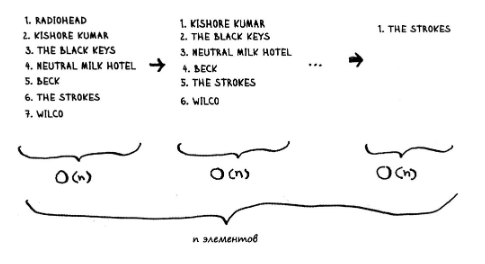 1. RADIOHEAD
2. KISHORE KUMAR
3. THE BLACK KEYS
4. NEUTRAL MILK HOTEL
5. BECK
6. THE STROKES
7. WILCO
1. KISHORE KUMAR
2. THE BLACK KEYS
3. NEUTRAL MILK HOTEL
4. BECK
5. THE STROKES
6. WILCO
...
1. THE STROKES
O(n)
O(n)
O(n)
n элементов